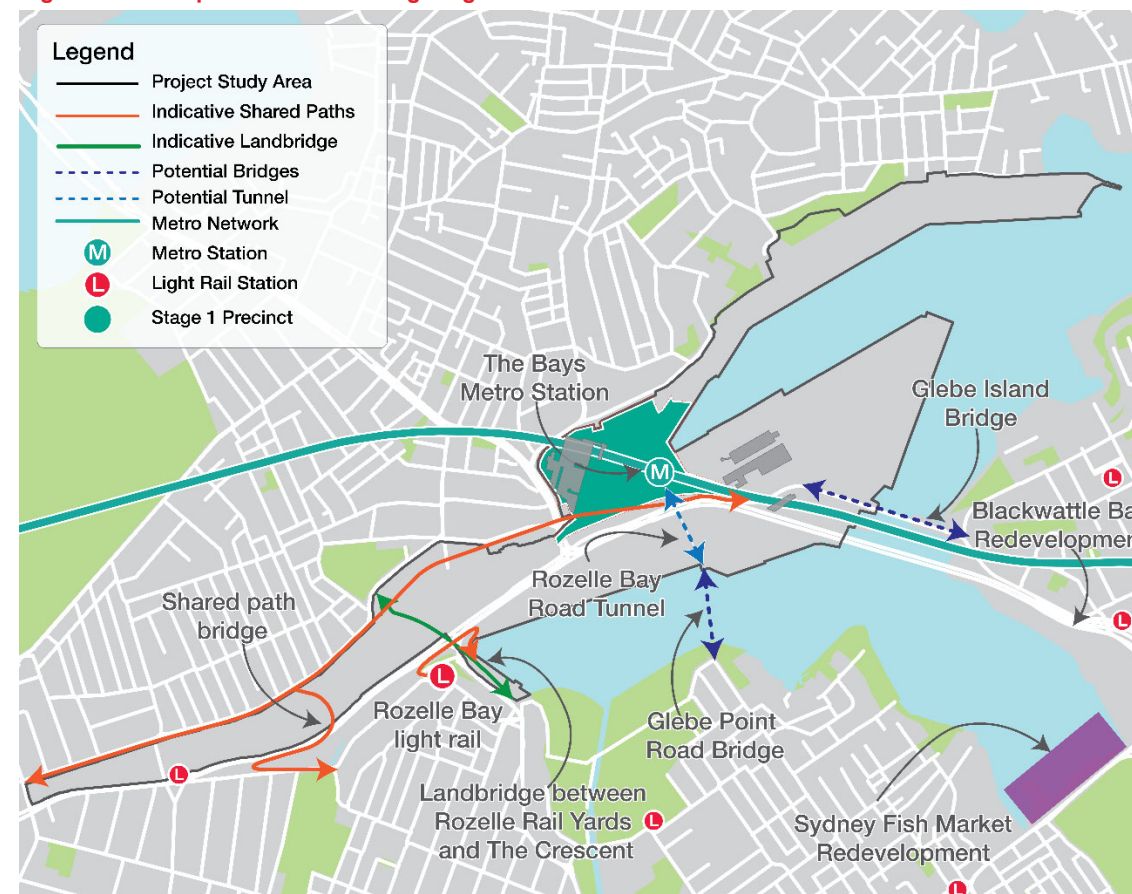 Legend
Project Study Area
Indicative Shared Paths
Indicative Landbridge
Potential Bridges
Potential Tunnel
Metro Network
M
Metro Station
L
Light Rail Station
Stage 1 Precinct
The Bays
Metro Station
M
Glebe Island
Bridge
L
Blackwattle Ba
Redevelopmen
L
Rozelle Bay
Road Tunnel
Shared path
bridge
L
Rozelle Bay
light rail
Glebe Point
Road Bridge
L
Landbridge between
Rozelle Rail Yards
and The Crescent
L
Sydney Fish Market
Redevelopment
L